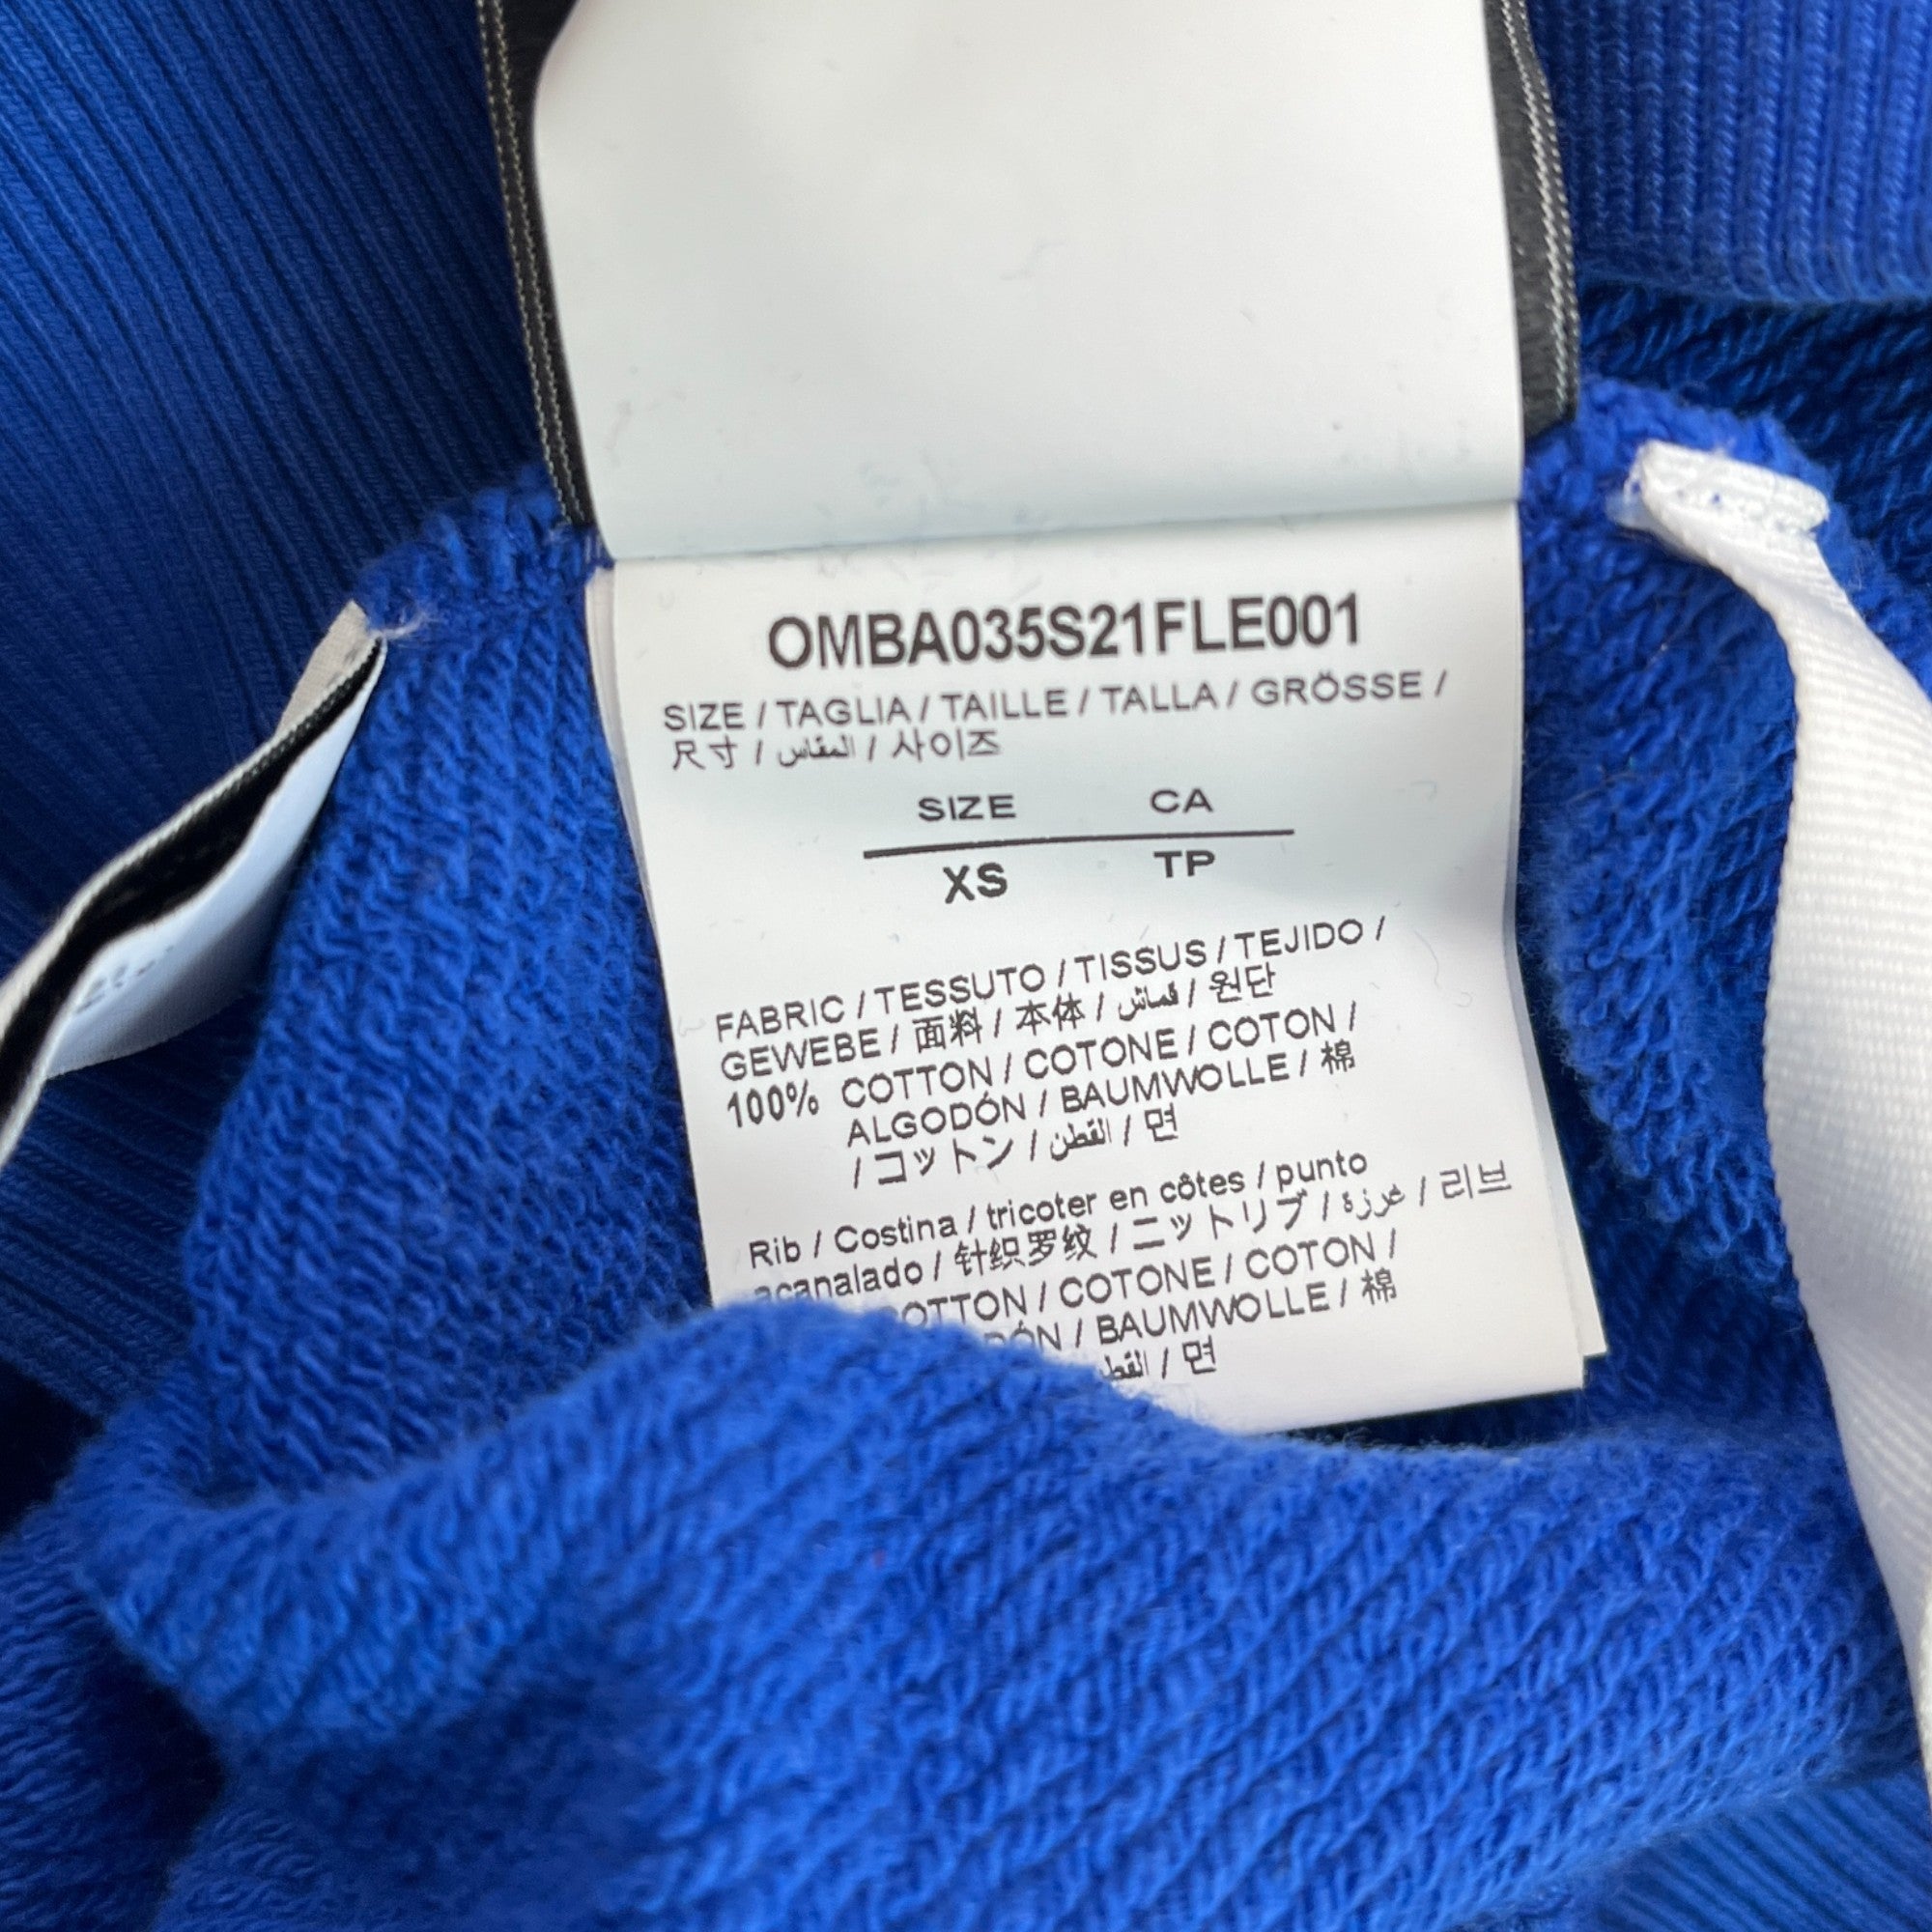 OMBA035S21FLE001
SIZE / TAGLIA / TAILLE / TALLA / GRÖSSE /
尺寸 / المقاس / 사이즈
SIZE CA
XS TP
FABRIC / TESSUTO / TISSUS / TEJIDO /
GEWEBE / 面料 / 本体 / قماش / 원단
100% COTTON / COTONE / COTON /
ALGODÓN / BAUMWOLLE / 棉
/ コットン / القطن / 면
Rib / Costina / tricoter en côtes / punto
acanalado / 针织罗纹 / ニットリブ / غرزة / 리브
COTTON / COTONE / COTON /
/ BAUMWOLLE / 棉
/ 면